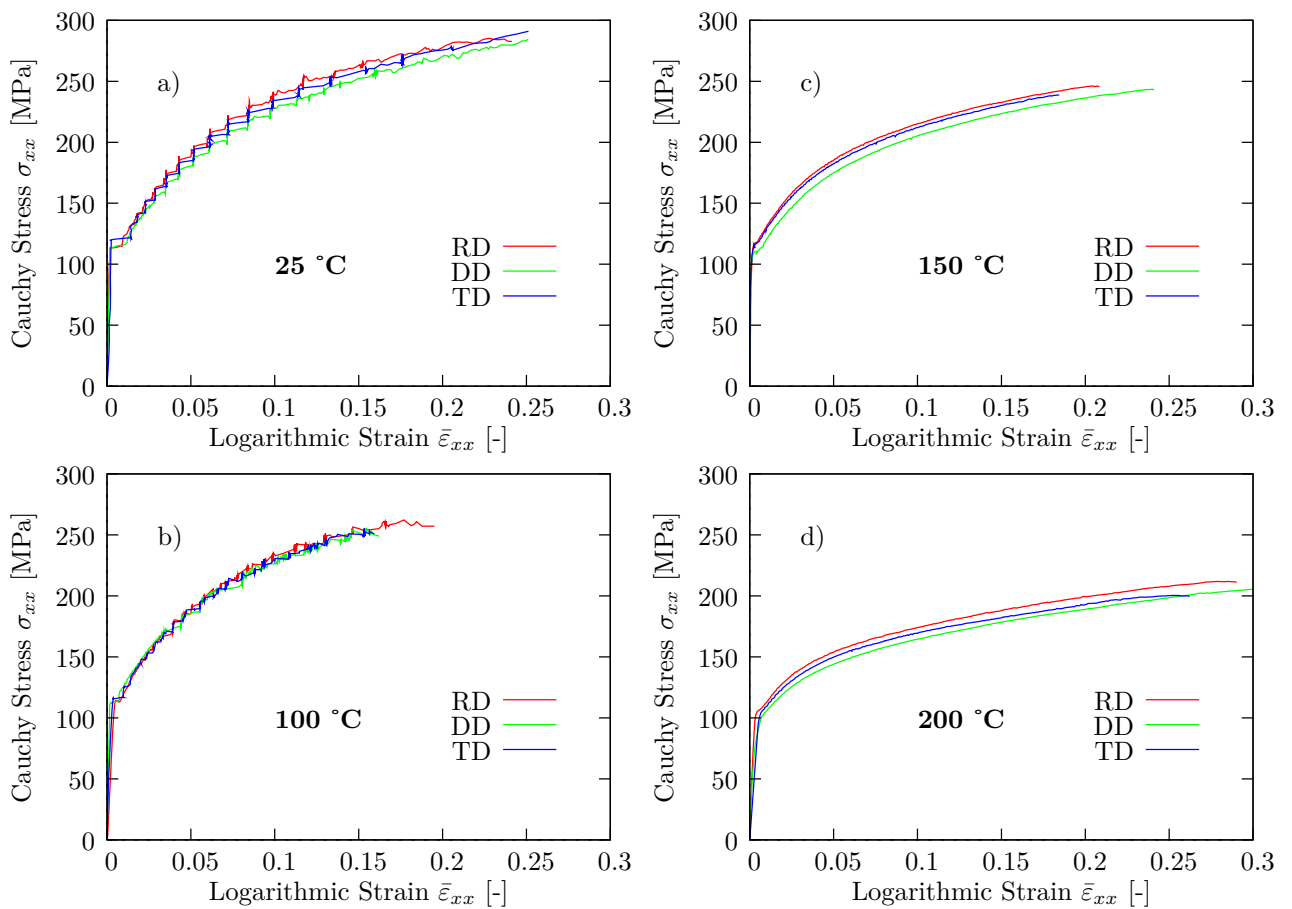 300
250
200
150
100
50
0
Cauchy Stress σxx [MPa]
a)
25 °C
RD
DD
TD
0 0.05 0.1 0.15 0.2 0.25 0.3
Logarithmic Strain ε̄xx [-]
300
250
200
150
100
50
0
Cauchy Stress σxx [MPa]
c)
150 °C
RD
DD
TD
0 0.05 0.1 0.15 0.2 0.25 0.3
Logarithmic Strain ε̄xx [-]
300
250
200
150
100
50
0
Cauchy Stress σxx [MPa]
b)
100 °C
RD
DD
TD
0 0.05 0.1 0.15 0.2 0.25 0.3
Logarithmic Strain ε̄xx [-]
300
250
200
150
100
50
0
Cauchy Stress σxx [MPa]
d)
200 °C
RD
DD
TD
0 0.05 0.1 0.15 0.2 0.25 0.3
Logarithmic Strain ε̄xx [-]